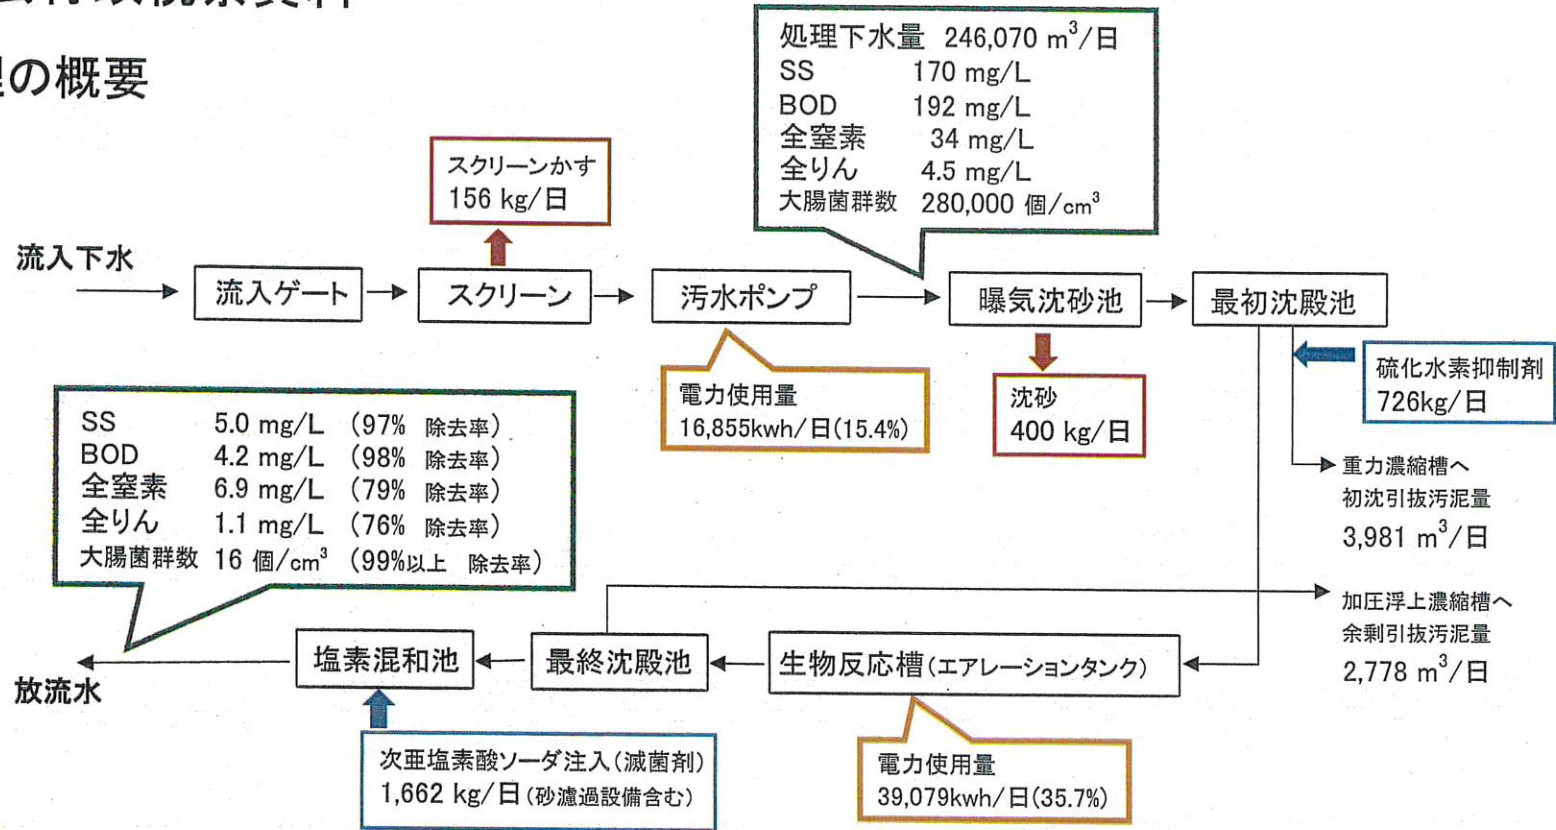 理の概要
処理下水量 246,070 m³/日
SS 170 mg/L
BOD 192 mg/L
全窒素 34 mg/L
全りん 4.5 mg/L
大腸菌群数 280,000 個/cm³
スクリーンかす
156 kg/日
流入下水
流入ゲート
スクリーン
汚水ポンプ
曝気沈砂池
最初沈殿池
電力使用量
16,855kwh/日(15.4%)
沈砂
400 kg/日
硫化水素抑制剤
726kg/日
重力濃縮槽へ
初沈引抜汚泥量
3,981 m³/日
SS 5.0 mg/L (97% 除去率)
BOD 4.2 mg/L (98% 除去率)
全窒素 6.9 mg/L (79% 除去率)
全りん 1.1 mg/L (76% 除去率)
大腸菌群数 16 個/cm³ (99%以上 除去率)
加圧浮上濃縮槽へ
余剰引抜汚泥量
2,778 m³/日
塩素混和池
最終沈殿池
生物反応槽(エアレーションタンク)
放流水
次亜塩素酸ソーダ注入(滅菌剤)
1,662 kg/日(砂濾過設備含む)
電力使用量
39,079kwh/日(35.7%)